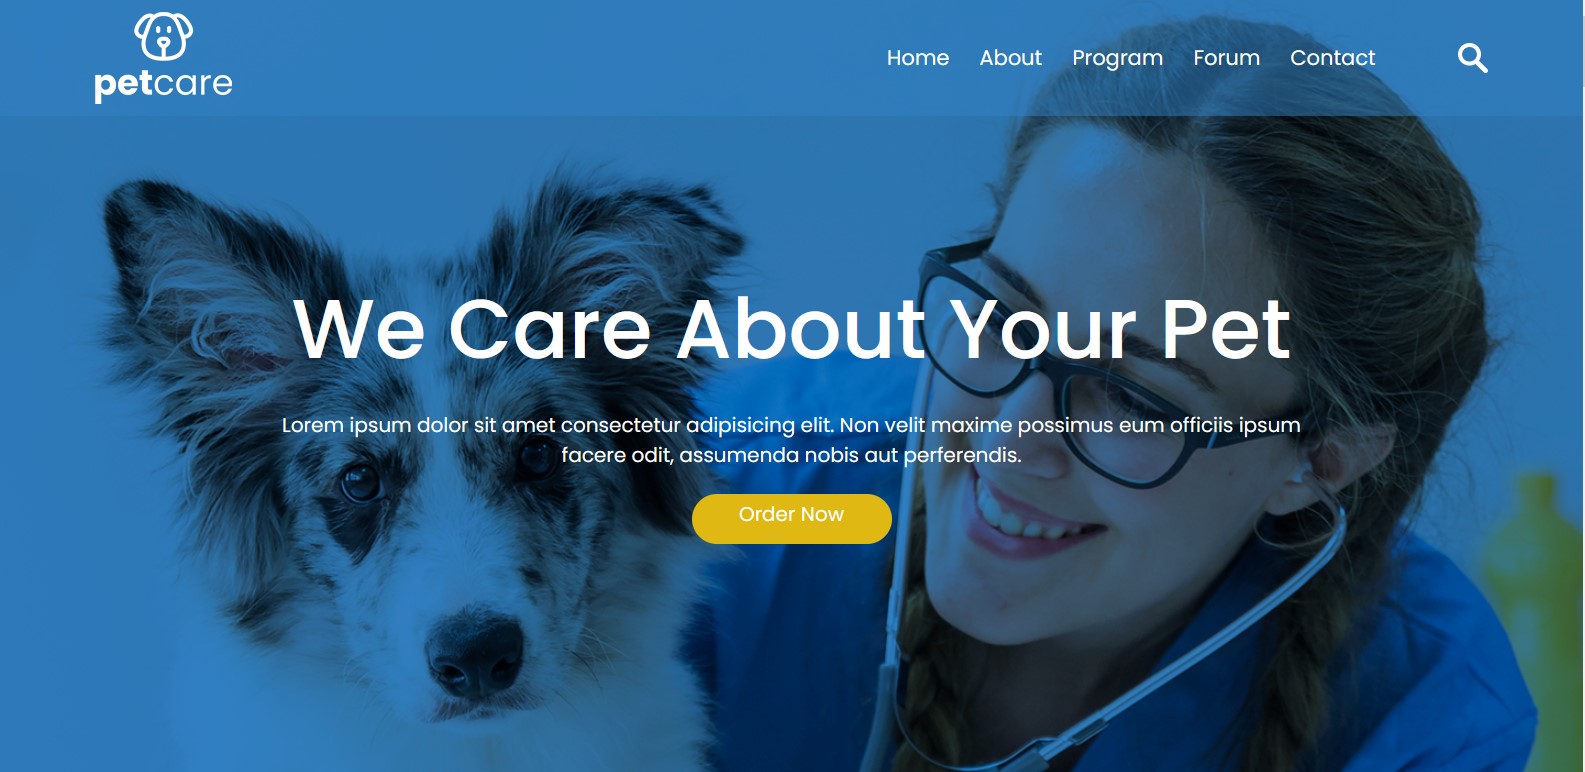 petcare
Home About Program Forum Contact
We Care About Your Pet
Lorem ipsum dolor sit amet consectetur adipisicing elit. Non velit maxime possimus eum officiis ipsum
facere odit, assumenda nobis aut perferendis.
Order Now